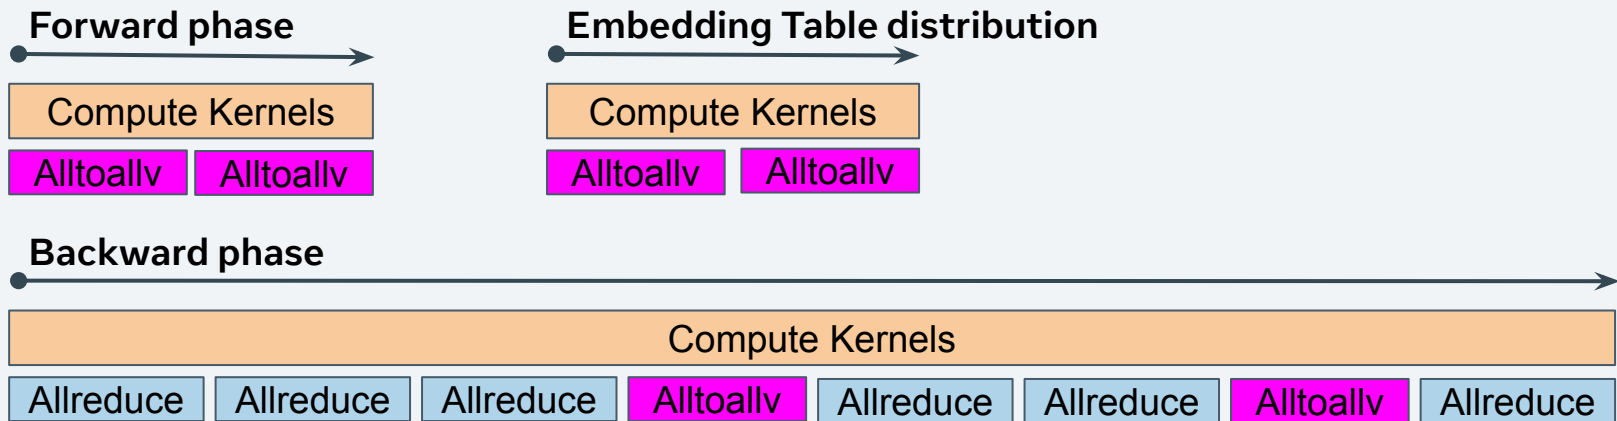 Forward phase
Embedding Table distribution
Compute Kernels
Compute Kernels
Alltoallv Alltoallv
Alltoallv Alltoallv
Backward phase
Compute Kernels
Allreduce Allreduce Allreduce Alltoallv Allreduce Allreduce Alltoallv Allreduce